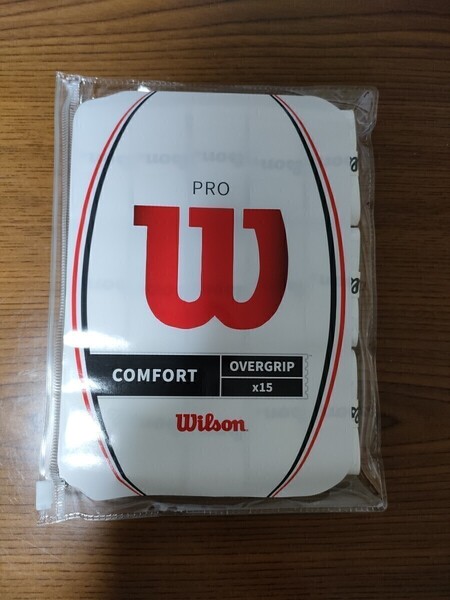 PRO
W
COMFORT
OVERGRIP
x15
Wilson